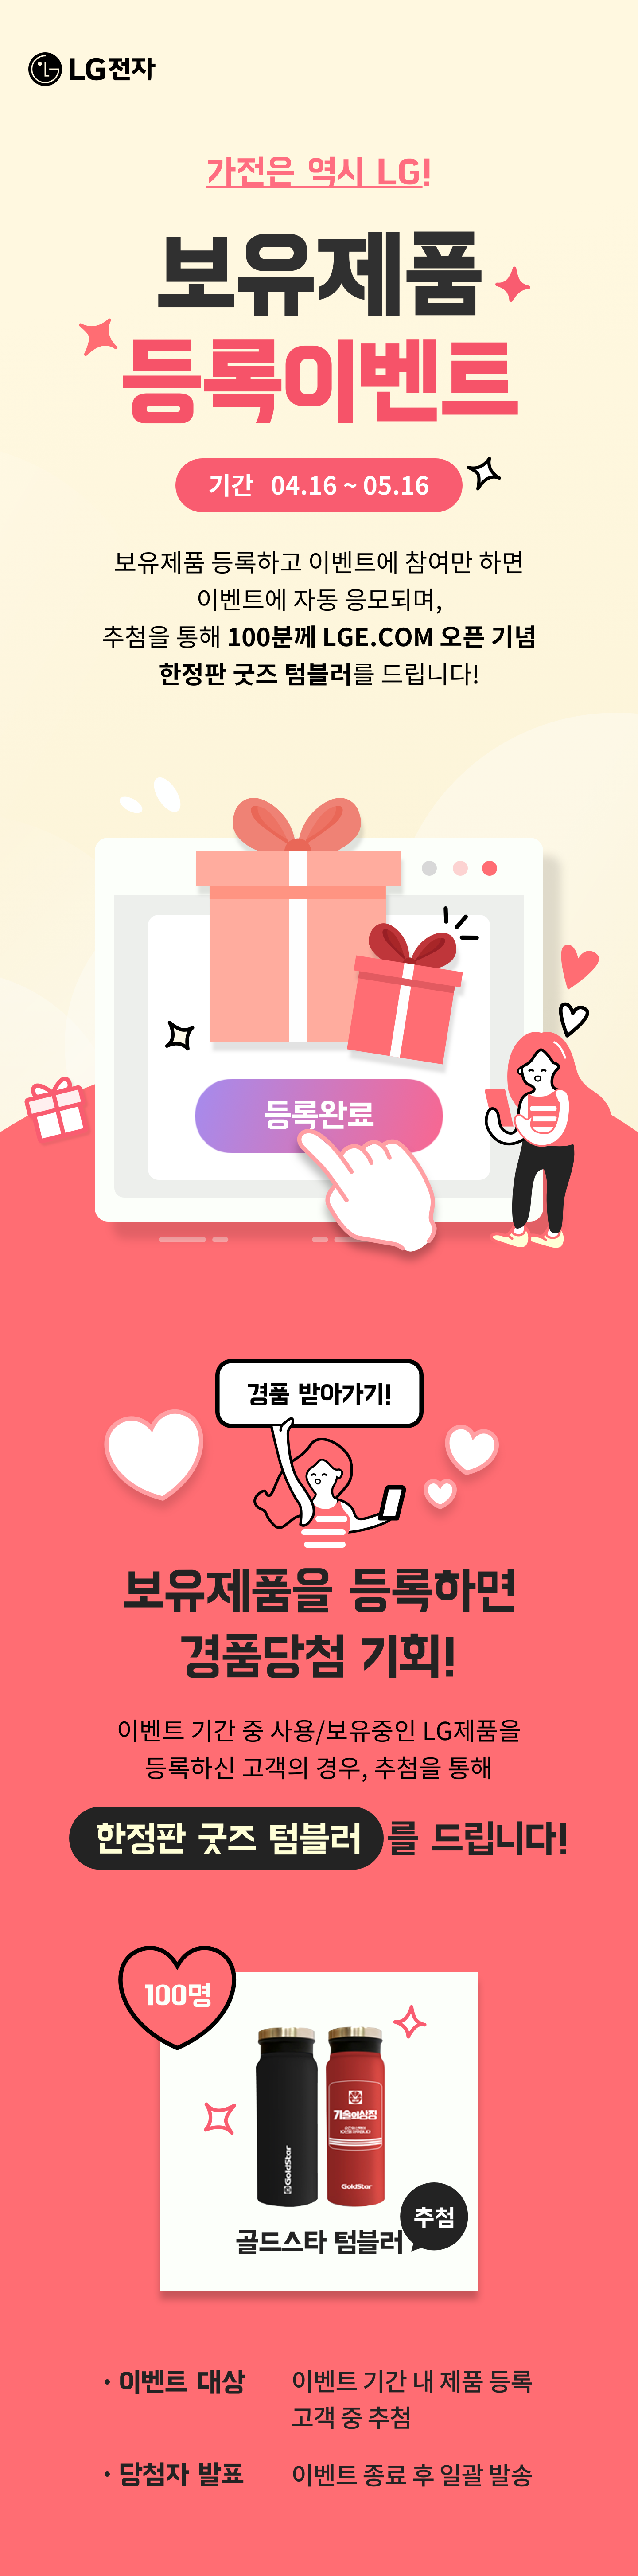 LG전자
가전은 역시 LG!
보유제품
등록이벤트
기간 04.16 ~ 05.16
보유제품 등록하고 이벤트에 참여만 하면
이벤트에 자동 응모되며,
추첨을 통해 100분께 LGE.COM 오픈 기념
한정판 굿즈 텀블러를 드립니다!
등록완료
경품 받아가기!
보유제품을 등록하면
경품당첨 기회!
이벤트 기간 중 사용/보유중인 LG제품을
등록하신 고객의 경우, 추첨을 통해
한정판 굿즈 텀블러를 드립니다!
100명
기술의상징
GoldStar
GoldStar
추첨
골드스타 텀블러
· 이벤트 대상 이벤트 기간 내 제품 등록
고객 중 추첨
· 당첨자 발표 이벤트 종료 후 일괄 발송